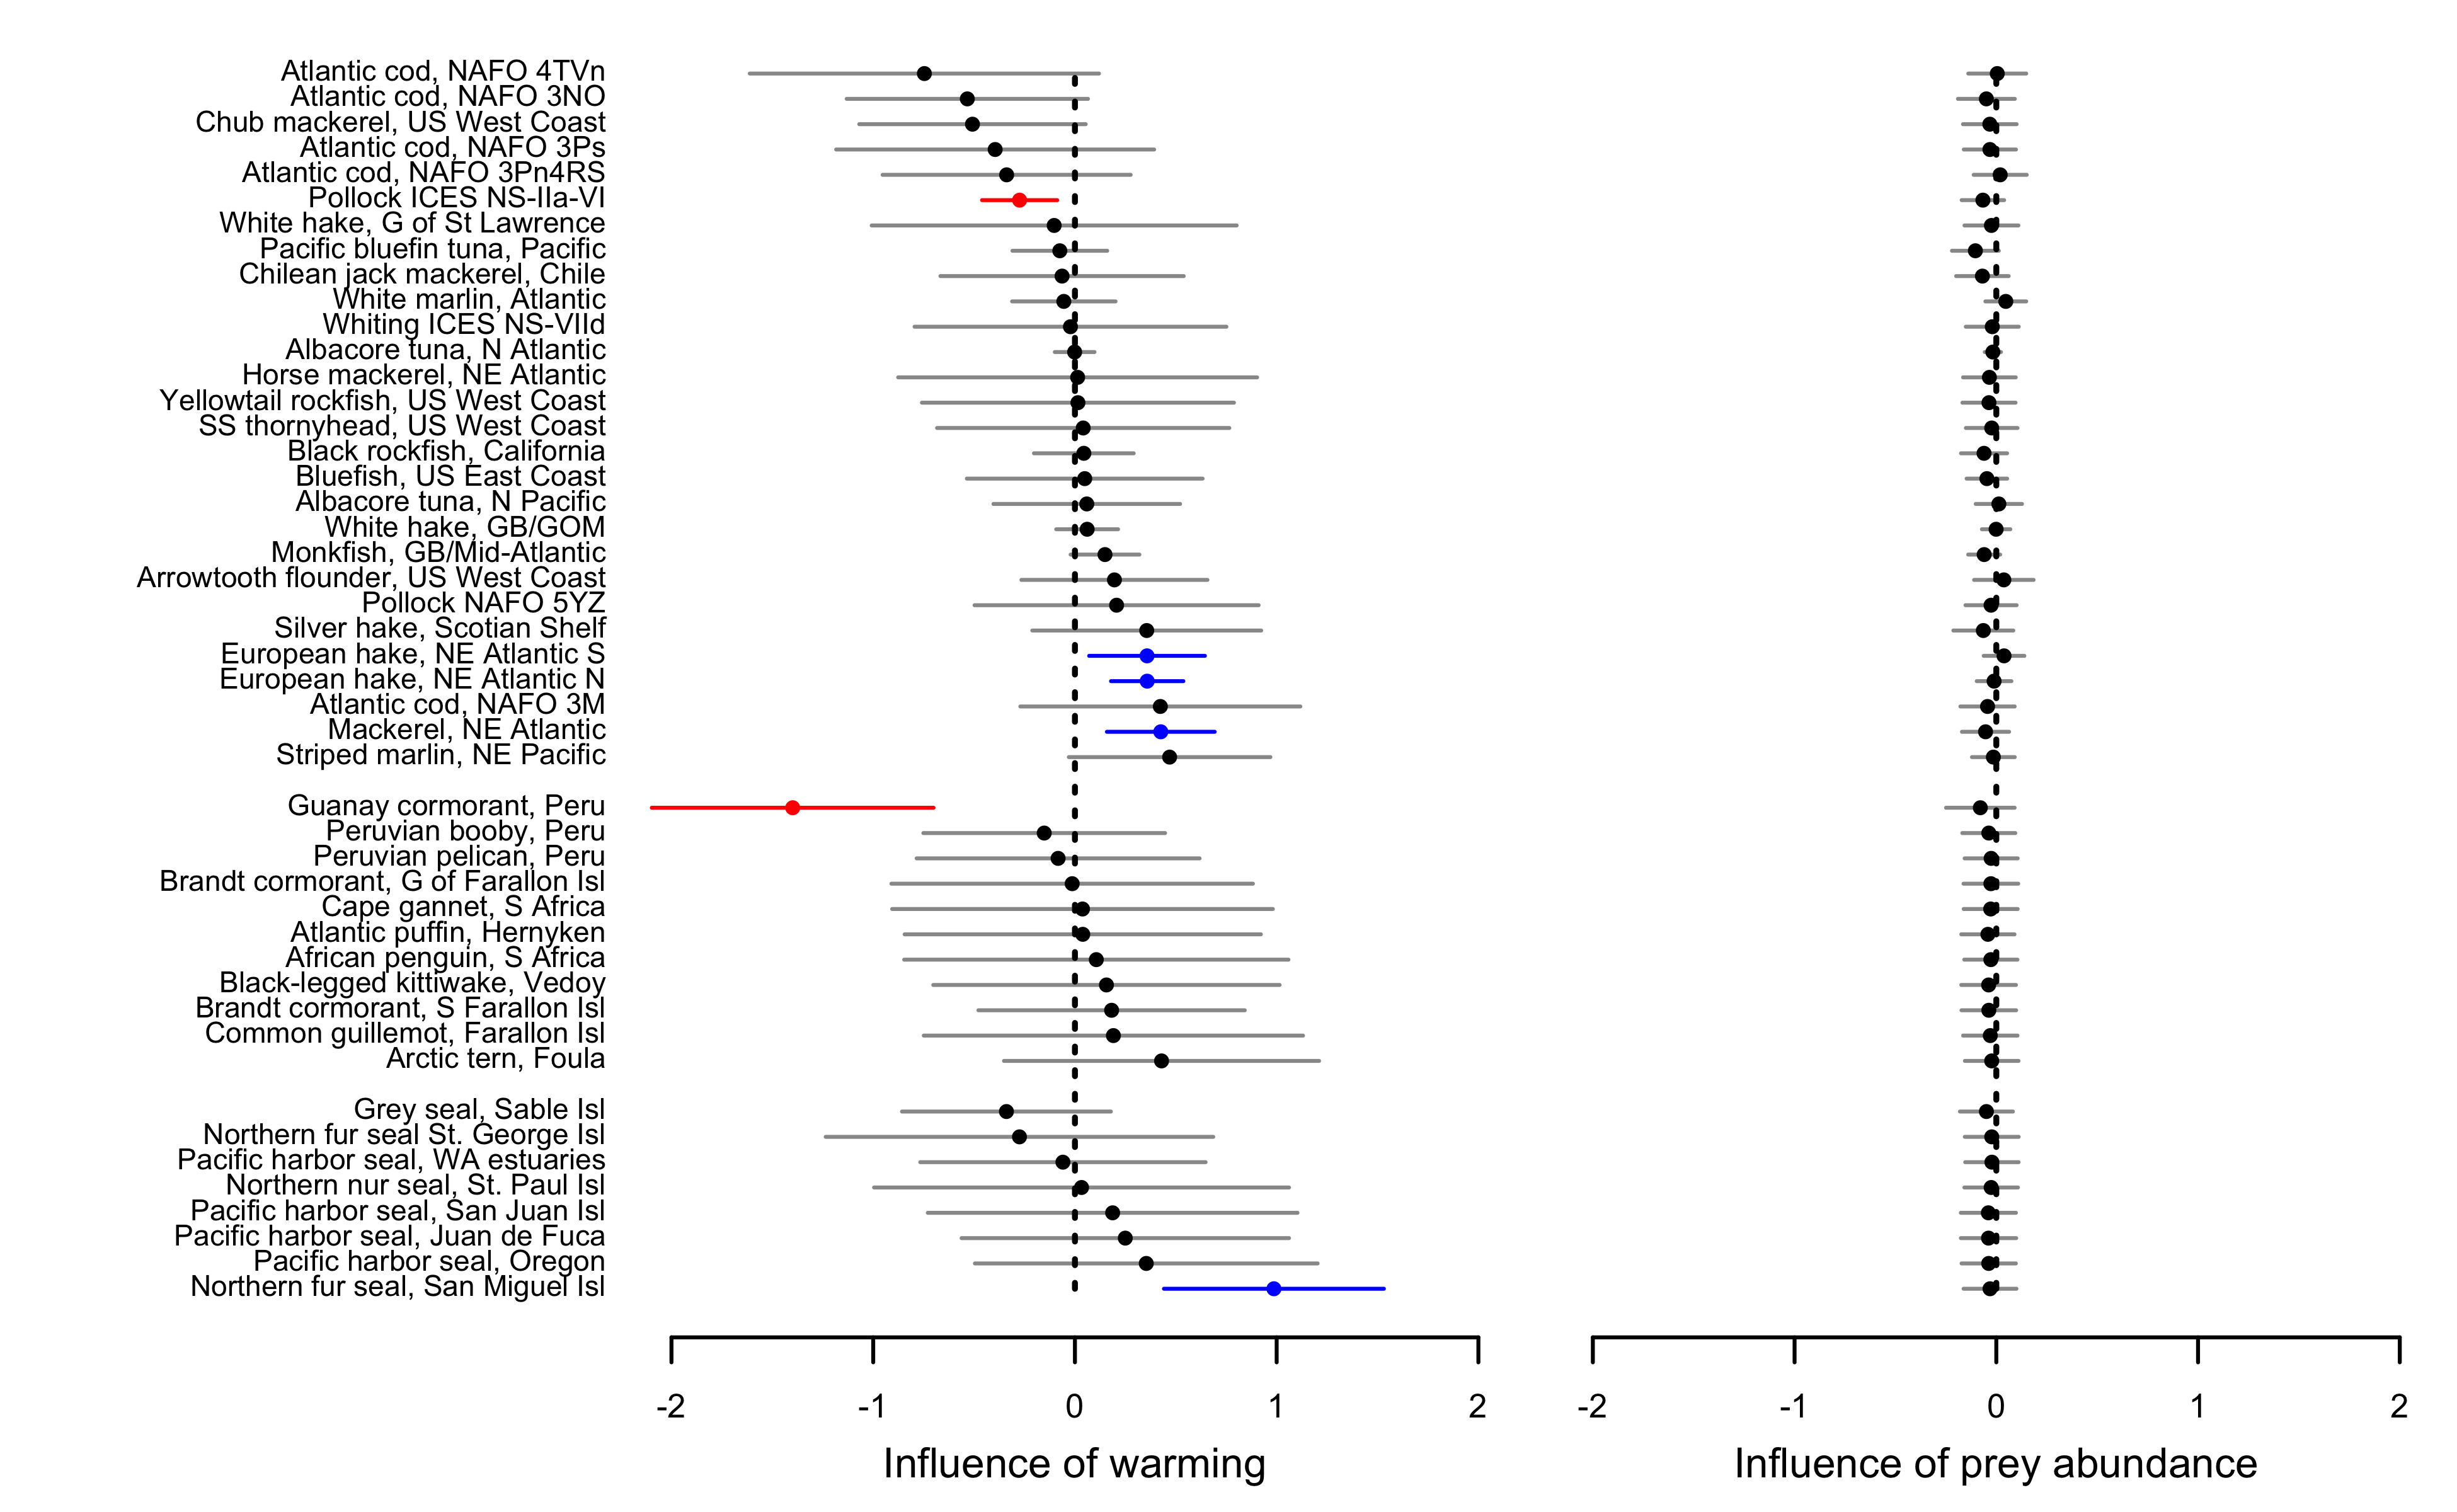 Atlantic cod, NAFO 4TVn
Atlantic cod, NAFO 3NO
Chub mackerel, US West Coast
Atlantic cod, NAFO 3Ps
Atlantic cod, NAFO 3Pn4RS
Pollock ICES NS-IIa-VI
White hake, G of St Lawrence
Pacific bluefin tuna, Pacific
Chilean jack mackerel, Chile
White marlin, Atlantic
Whiting ICES NS-VIId
Albacore tuna, N Atlantic
Horse mackerel, NE Atlantic
Yellowtail rockfish, US West Coast
SS thornyhead, US West Coast
Black rockfish, California
Bluefish, US East Coast
Albacore tuna, N Pacific
White hake, GB/GOM
Monkfish, GB/Mid-Atlantic
Arrowtooth flounder, US West Coast
Pollock NAFO 5YZ
Silver hake, Scotian Shelf
European hake, NE Atlantic S
European hake, NE Atlantic N
Atlantic cod, NAFO 3M
Mackerel, NE Atlantic
Striped marlin, NE Pacific
Guanay cormorant, Peru
Peruvian booby, Peru
Peruvian pelican, Peru
Brandt cormorant, G of Farallon Isl
Cape gannet, S Africa
Atlantic puffin, Hernyken
African penguin, S Africa
Black-legged kittiwake, Vedoy
Brandt cormorant, S Farallon Isl
Common guillemot, Farallon Isl
Arctic tern, Foula
Grey seal, Sable Isl
Northern fur seal St. George Isl
Pacific harbor seal, WA estuaries
Northern nur seal, St. Paul Isl
Pacific harbor seal, San Juan Isl
Pacific harbor seal, Juan de Fuca
Pacific harbor seal, Oregon
Northern fur seal, San Miguel Isl
-2 -1 0 1 2
Influence of warming
-2 -1 0 1 2
Influence of prey abundance